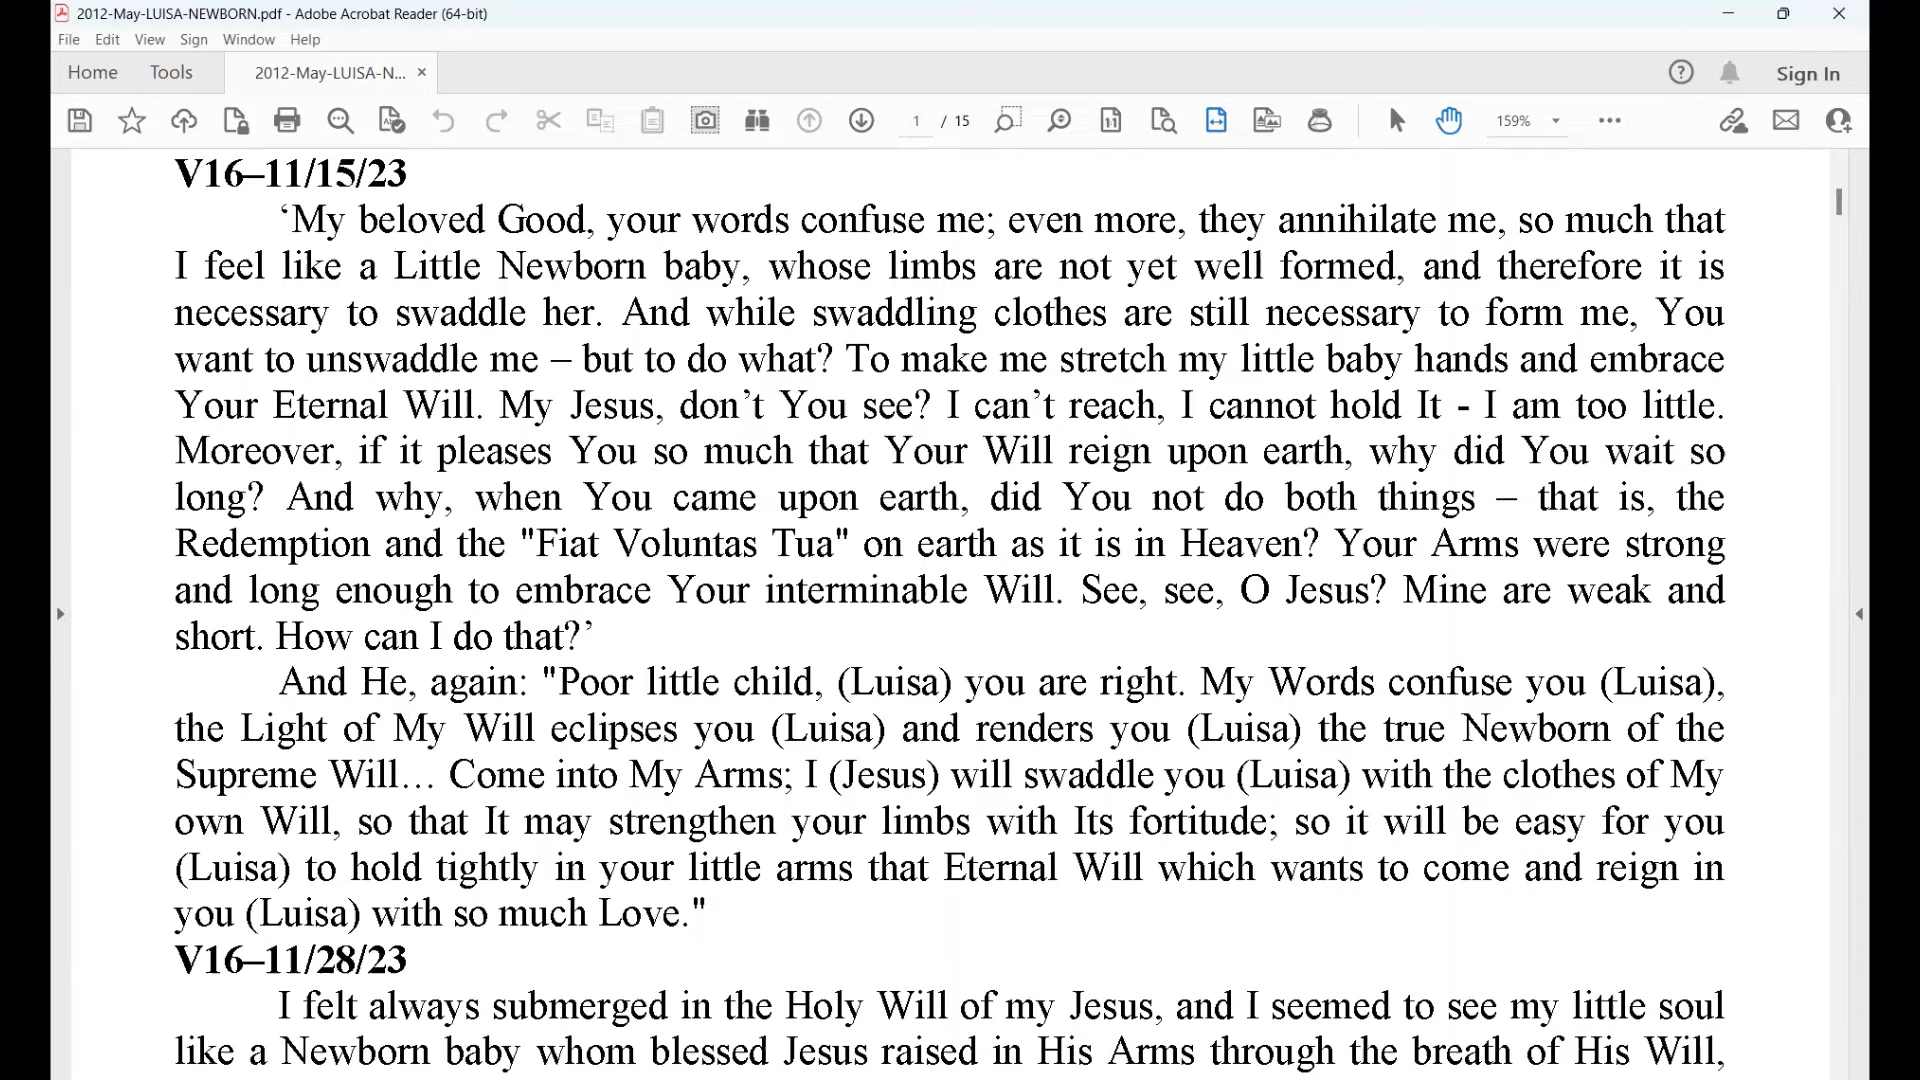 2012-May-LUISA-NEWBORN.pdf - Adobe Acrobat Reader (64-bit)
File Edit View Sign Window Help
Home Tools 2012-May-LUISA-N... × Sign In
1 / 15 159%
V16–11/15/23
‘My beloved Good, your words confuse me; even more, they annihilate me, so much that
I feel like a Little Newborn baby, whose limbs are not yet well formed, and therefore it is
necessary to swaddle her. And while swaddling clothes are still necessary to form me, You
want to unswaddle me – but to do what? To make me stretch my little baby hands and embrace
Your Eternal Will. My Jesus, don’t You see? I can’t reach, I cannot hold It - I am too little.
Moreover, if it pleases You so much that Your Will reign upon earth, why did You wait so
long? And why, when You came upon earth, did You not do both things – that is, the
Redemption and the "Fiat Voluntas Tua" on earth as it is in Heaven? Your Arms were strong
and long enough to embrace Your interminable Will. See, see, O Jesus? Mine are weak and
short. How can I do that?’
And He, again: "Poor little child, (Luisa) you are right. My Words confuse you (Luisa),
the Light of My Will eclipses you (Luisa) and renders you (Luisa) the true Newborn of the
Supreme Will… Come into My Arms; I (Jesus) will swaddle you (Luisa) with the clothes of My
own Will, so that It may strengthen your limbs with Its fortitude; so it will be easy for you
(Luisa) to hold tightly in your little arms that Eternal Will which wants to come and reign in
you (Luisa) with so much Love."
V16–11/28/23
I felt always submerged in the Holy Will of my Jesus, and I seemed to see my little soul
like a Newborn baby whom blessed Jesus raised in His Arms through the breath of His Will,